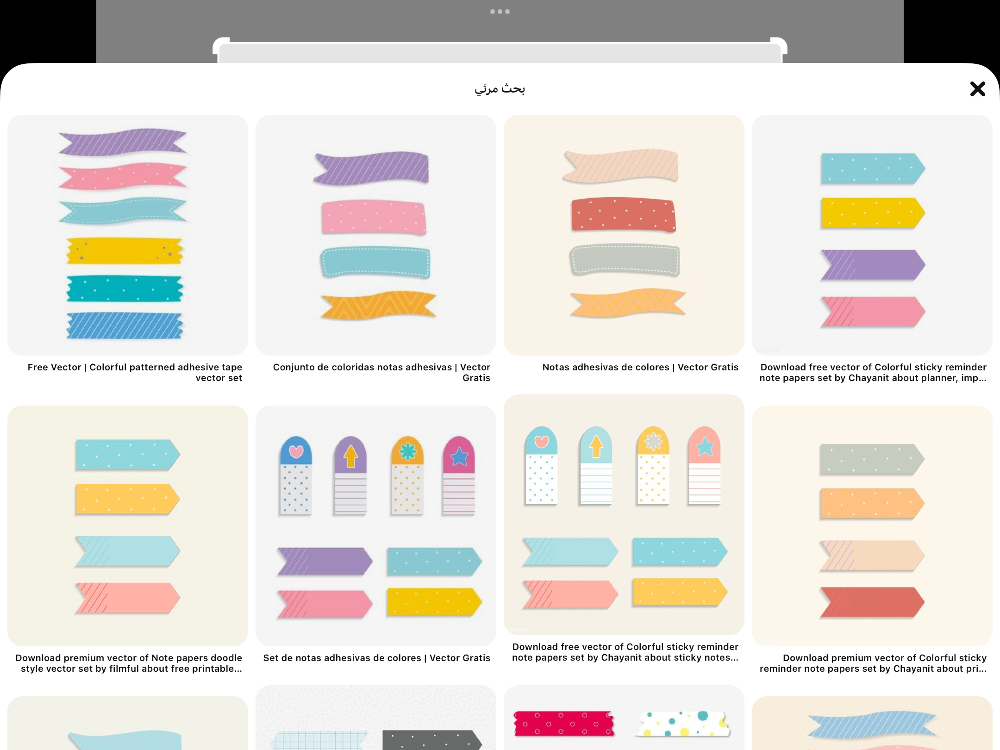 بحث مرئي
Free Vector | Colorful patterned adhesive tape
vector set
Conjunto de coloridas notas adhesivas | Vector
Gratis
Notas adhesivas de colores | Vector Gratis
Download free vector of Colorful sticky reminder
note papers set by Chayanit about planner, imp...
Download premium vector of Note papers doodle
style vector set by filmful about free printable...
Set de notas adhesivas de colores | Vector Gratis
Download free vector of Colorful sticky reminder
note papers set by Chayanit about sticky notes...
Download premium vector of Colorful sticky
reminder note papers set by Chayanit about pri...